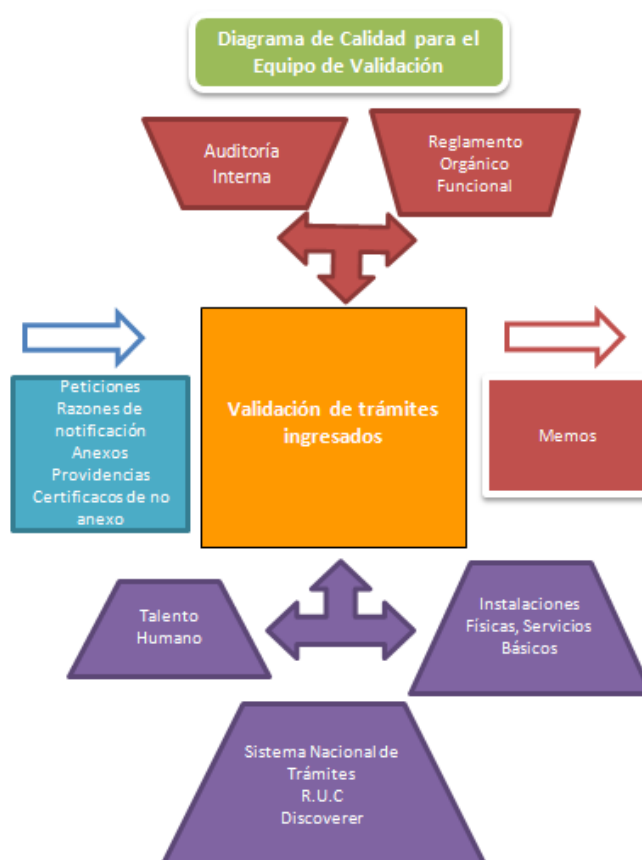 Diagrama de Calidad para el
Equipo de Validación
Auditoría
Interna
Reglamento
Orgánico
Funcional
Peticiones
Razones de
notificación
Anexos
Providencias
Certificacos de no
anexo
Validación de trámites
ingresados
Memos
Talento
Humano
Instalaciones
Físicas, Servicios
Básicos
Sistema Nacional de
Trámites
R.U.C
Discoverer